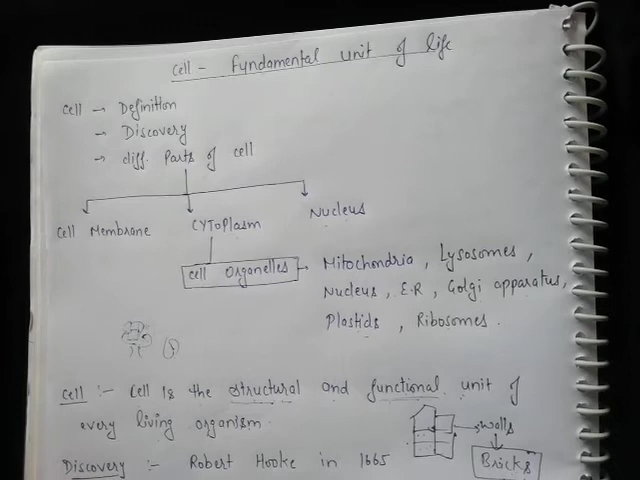 Cell - Fundamental unit of life
Cell → Definition
→ Discovery
→ diff. Parts of cell
Cell Membrane CYToPlasm Nucleus
Cell Organelles → Mitochondria, Lysosomes,
Nucleus, E.R, Golgi apparatus,
Plastids, Ribosomes.
Cell :- Cell is the structural and functional unit of
every living organism.
walls
Discovery :- Robert Hooke in 1665
Bricks